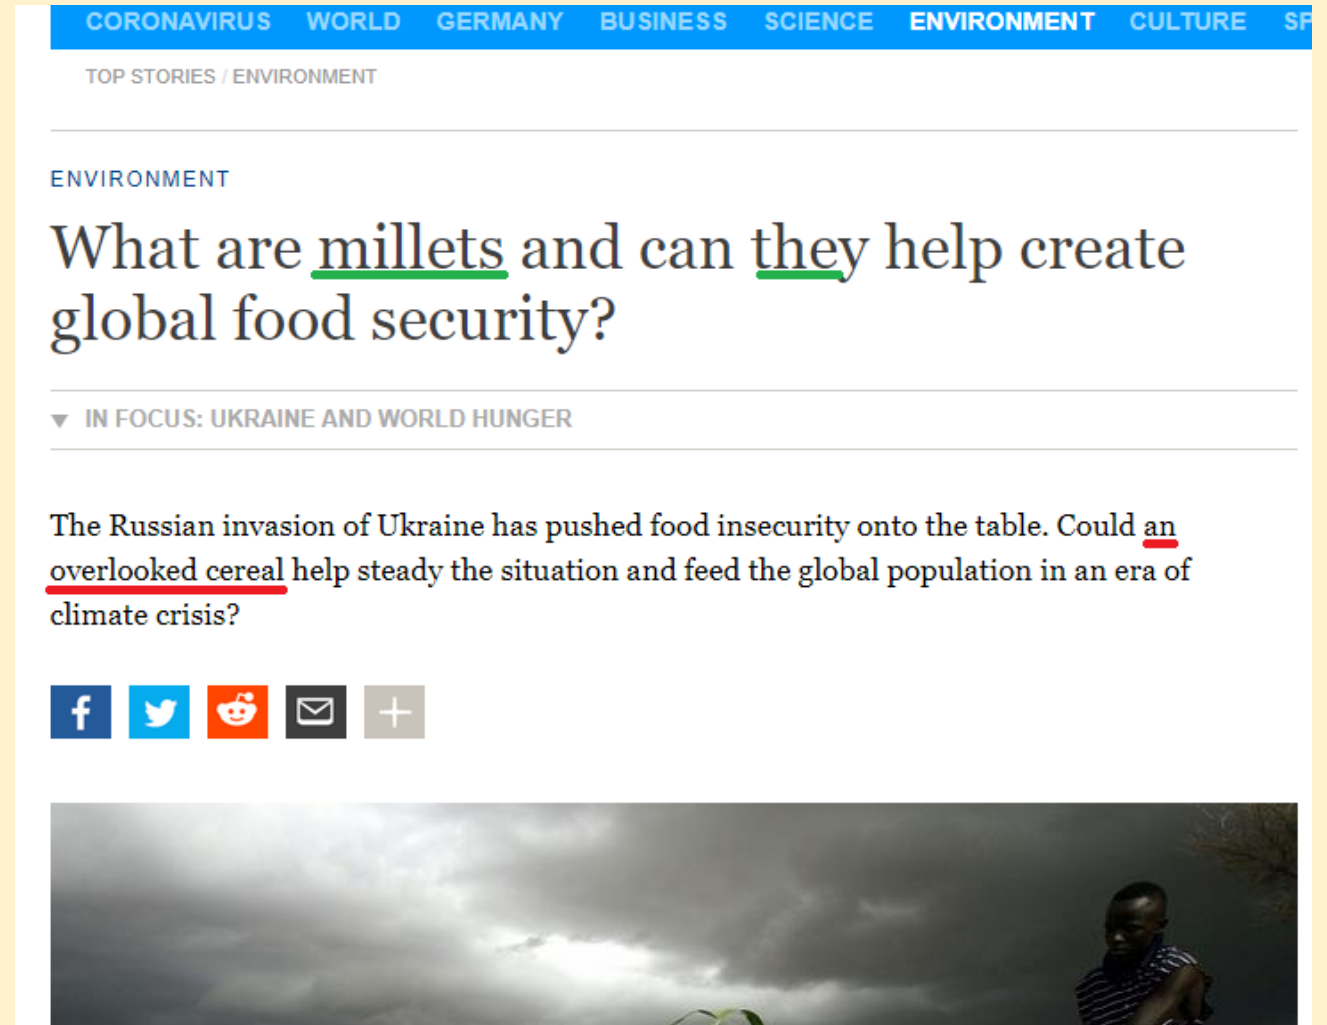 CORONAVIRUS WORLD GERMANY BUSINESS SCIENCE ENVIRONMENT CULTURE
TOP STORIES / ENVIRONMENT
ENVIRONMENT
What are millets and can they help create
global food security?
IN FOCUS: UKRAINE AND WORLD HUNGER
The Russian invasion of Ukraine has pushed food insecurity onto the table. Could an
overlooked cereal help steady the situation and feed the global population in an era of
climate crisis?